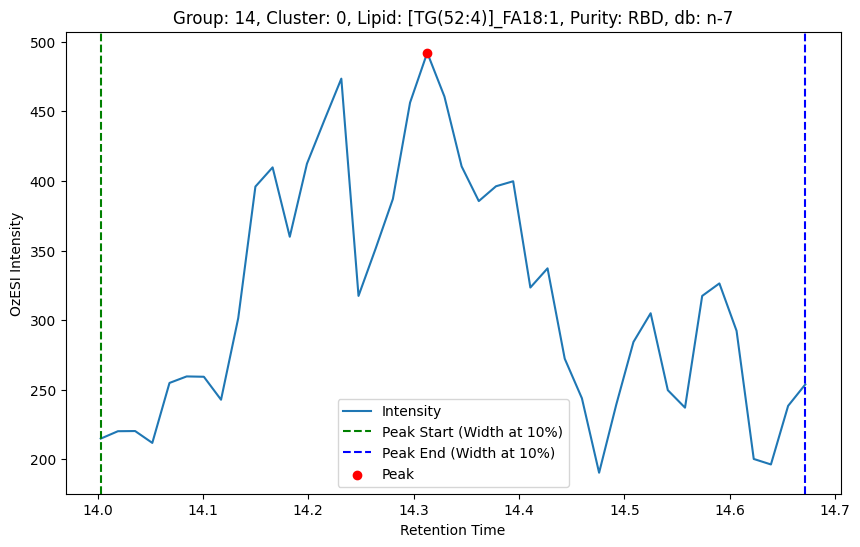 Group: 14, Cluster: 0, Lipid: [TG(52:4)]_FA18:1, Purity: RBD, db: n-7
OzESI Intensity
500
450
400
350
300
250
200
Intensity
Peak Start (Width at 10%)
Peak End (Width at 10%)
Peak
14.0 14.1 14.2 14.3 14.4 14.5 14.6 14.7
Retention Time